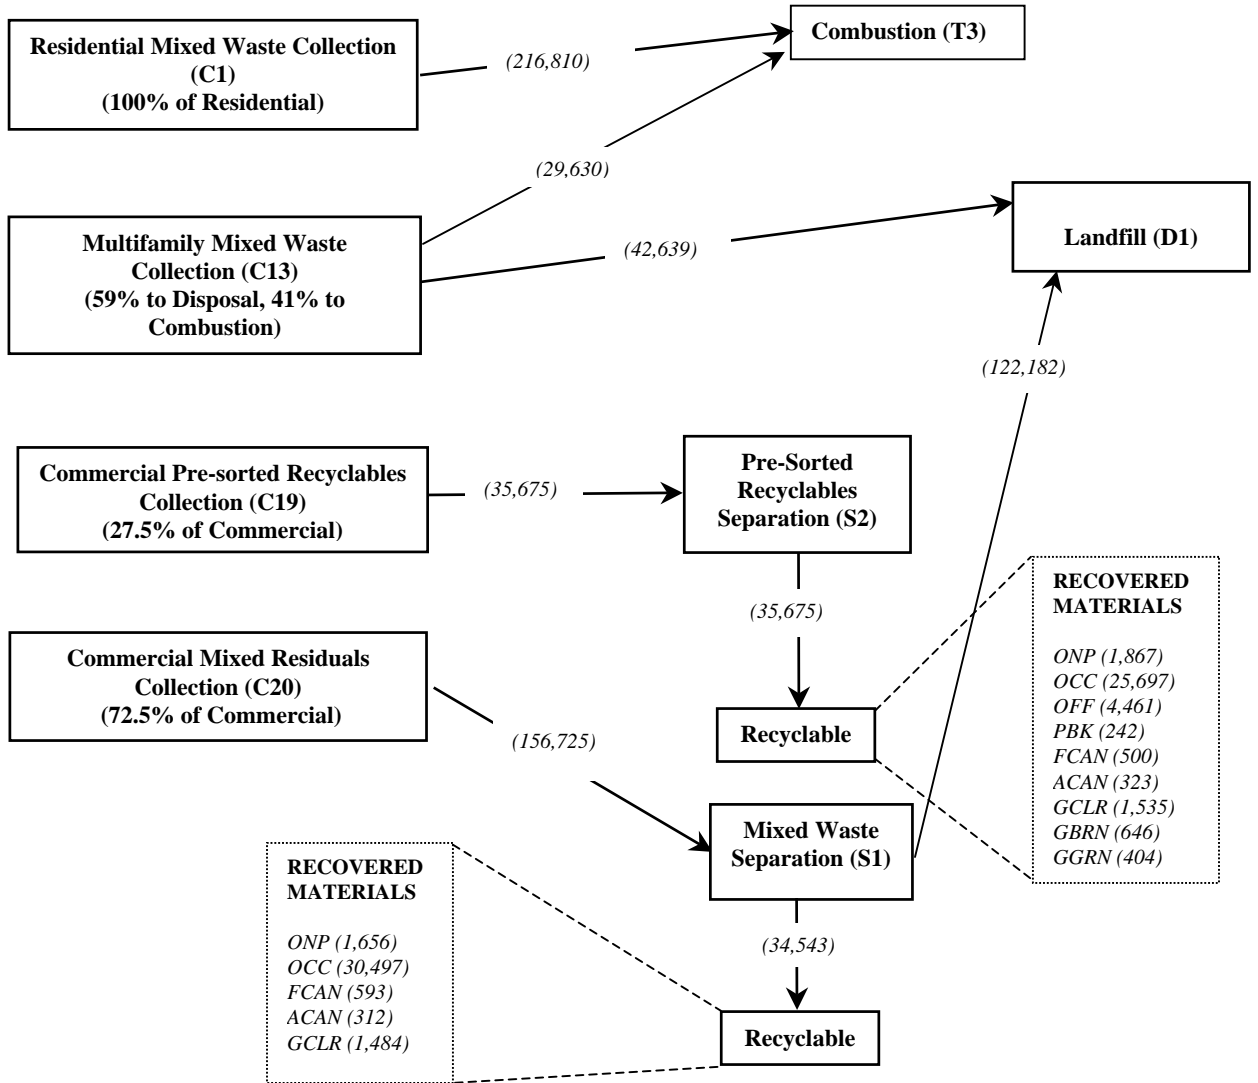 Residential Mixed Waste Collection
(C1)
(100% of Residential)
(216,810)
Combustion (T3)
(29,630)
Multifamily Mixed Waste
Collection (C13)
(59% to Disposal, 41% to
Combustion)
(42,639)
Landfill (D1)
(122,182)
Commercial Pre-sorted Recyclables
Collection (C19)
(27.5% of Commercial)
(35,675)
Pre-Sorted
Recyclables
Separation (S2)
(35,675)
Recyclable
RECOVERED
MATERIALS
ONP (1,867)
OCC (25,697)
OFF (4,461)
PBK (242)
FCAN (500)
ACAN (323)
GCLR (1,535)
GBRN (646)
GGRN (404)
Commercial Mixed Residuals
Collection (C20)
(72.5% of Commercial)
(156,725)
Mixed Waste
Separation (S1)
(34,543)
Recyclable
RECOVERED
MATERIALS
ONP (1,656)
OCC (30,497)
FCAN (593)
ACAN (312)
GCLR (1,484)